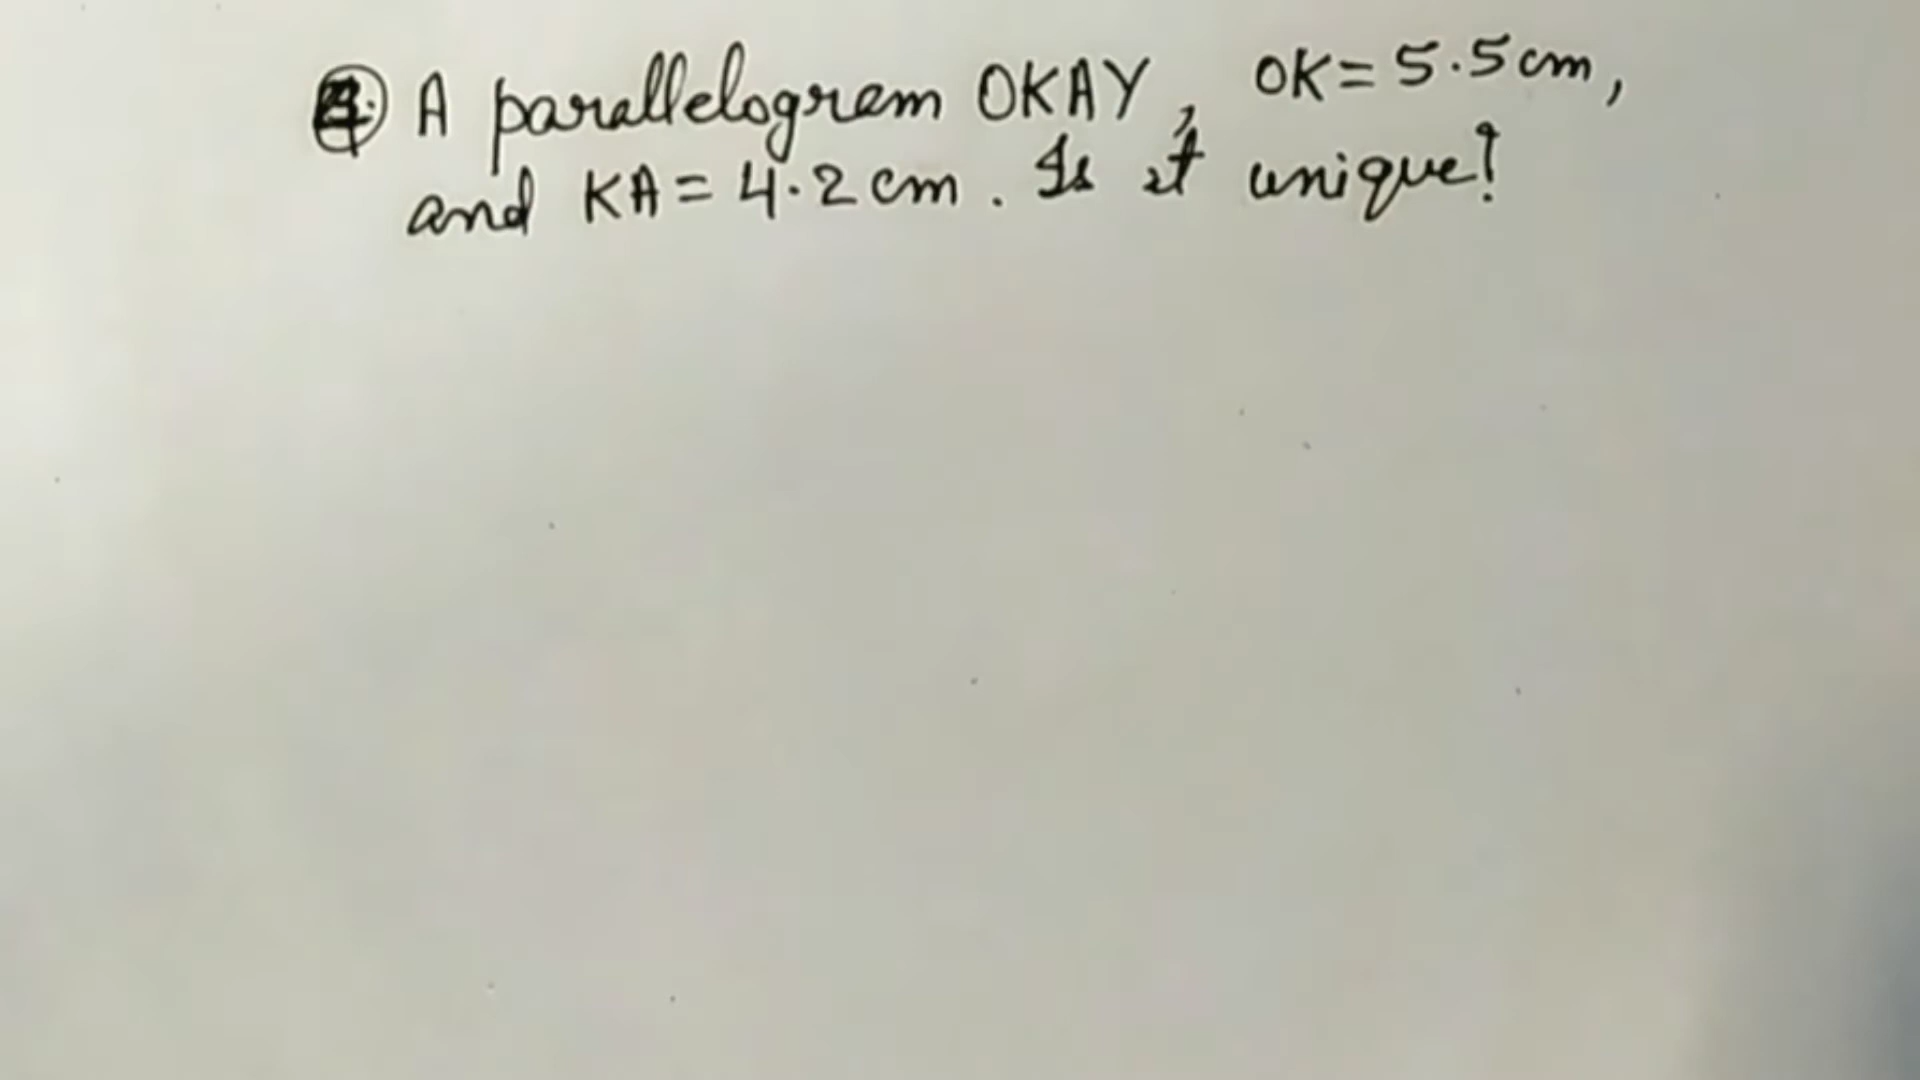 4. A parallelogram OKAY, OK = 5.5 cm,
and KA = 4.2 cm. Is it unique?